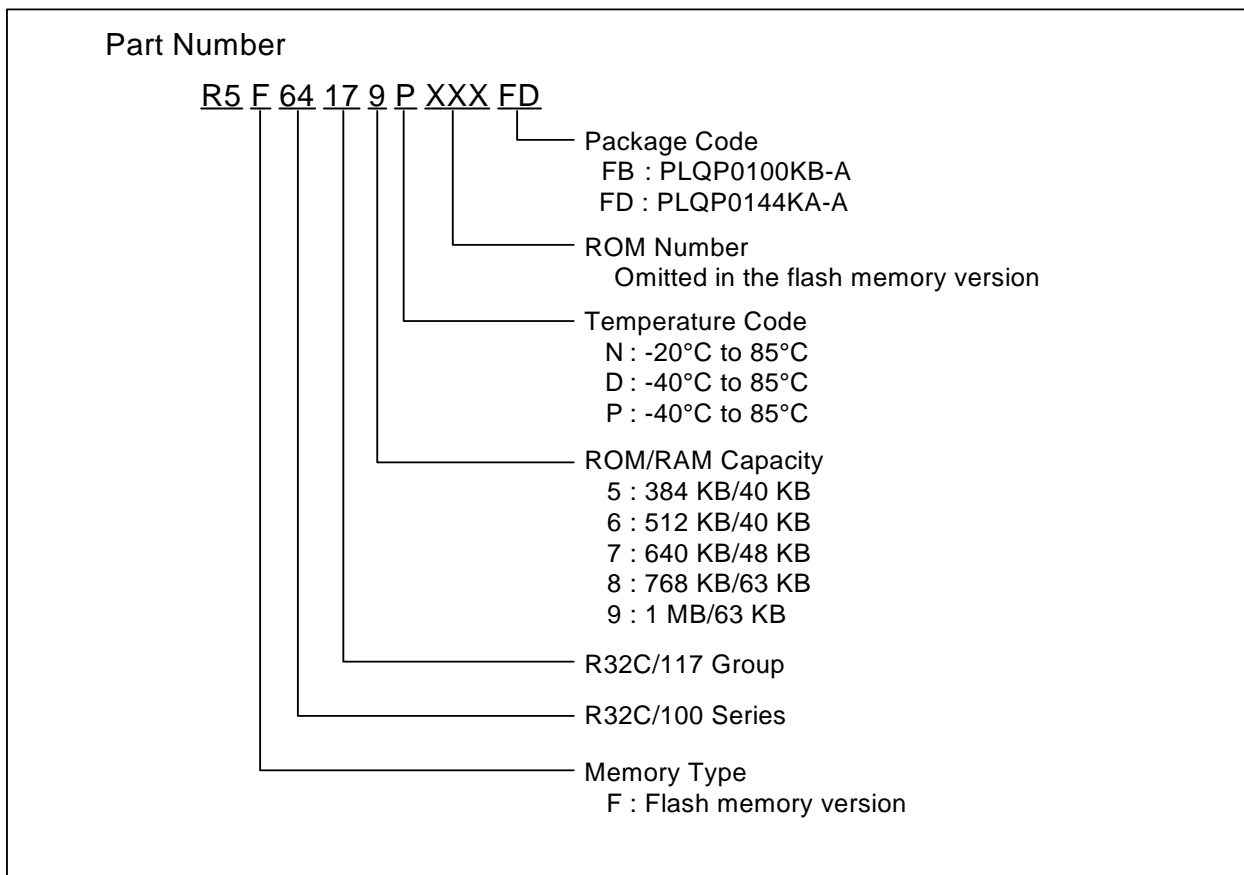 Part Number
R5 F 64 17 9 P XXX FD
Package Code
FB : PLQP0100KB-A
FD : PLQP0144KA-A
ROM Number
Omitted in the flash memory version
Temperature Code
N : -20°C to 85°C
D : -40°C to 85°C
P : -40°C to 85°C
ROM/RAM Capacity
5 : 384 KB/40 KB
6 : 512 KB/40 KB
7 : 640 KB/48 KB
8 : 768 KB/63 KB
9 : 1 MB/63 KB
R32C/117 Group
R32C/100 Series
Memory Type
F : Flash memory version